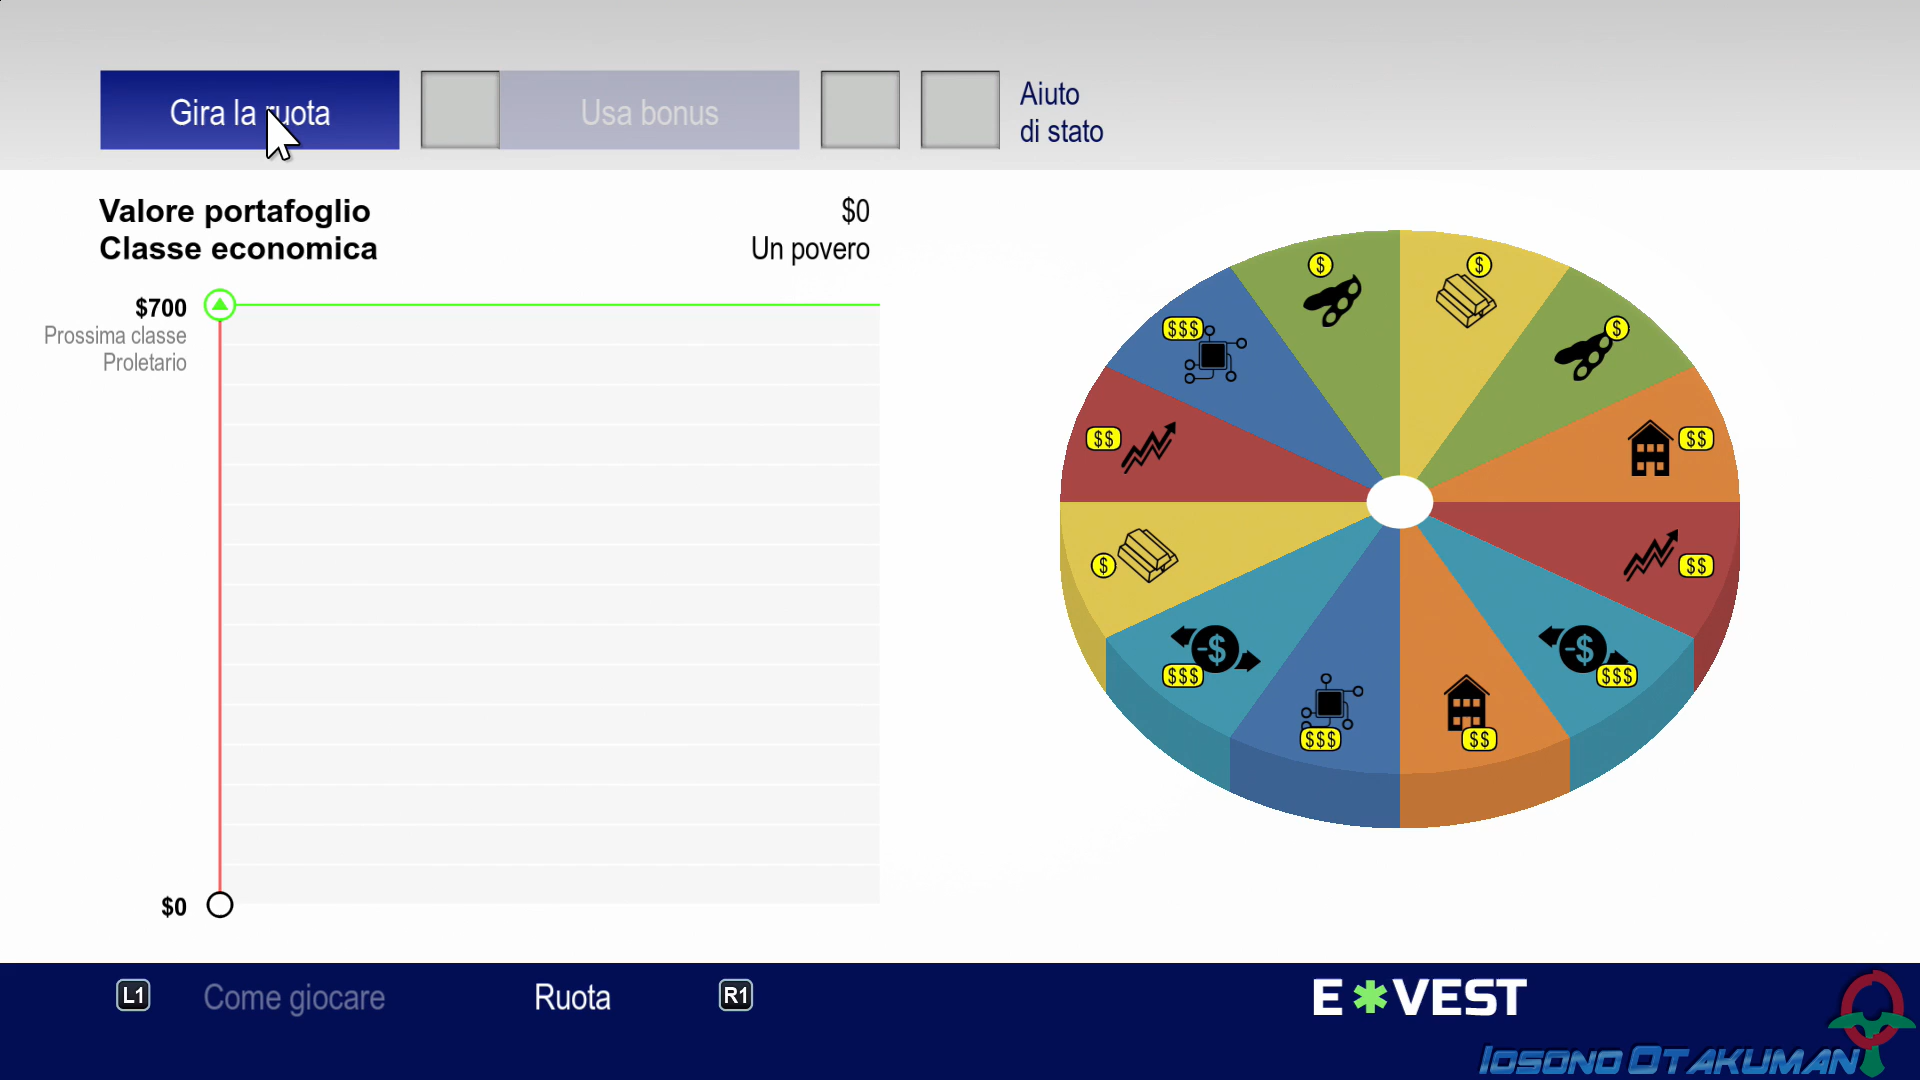 Gira la ruota
Usa bonus
Aiuto
di stato
Valore portafoglio $0
Classe economica Un povero
$700
Prossima classe
Proletario
$0
$
$
$
$$$
$$
$$
$$
$
-$
$$$
-$
$$$
$$$
$$
L1 Come giocare Ruota R1
E*VEST
IOSONO OTAKUMAN